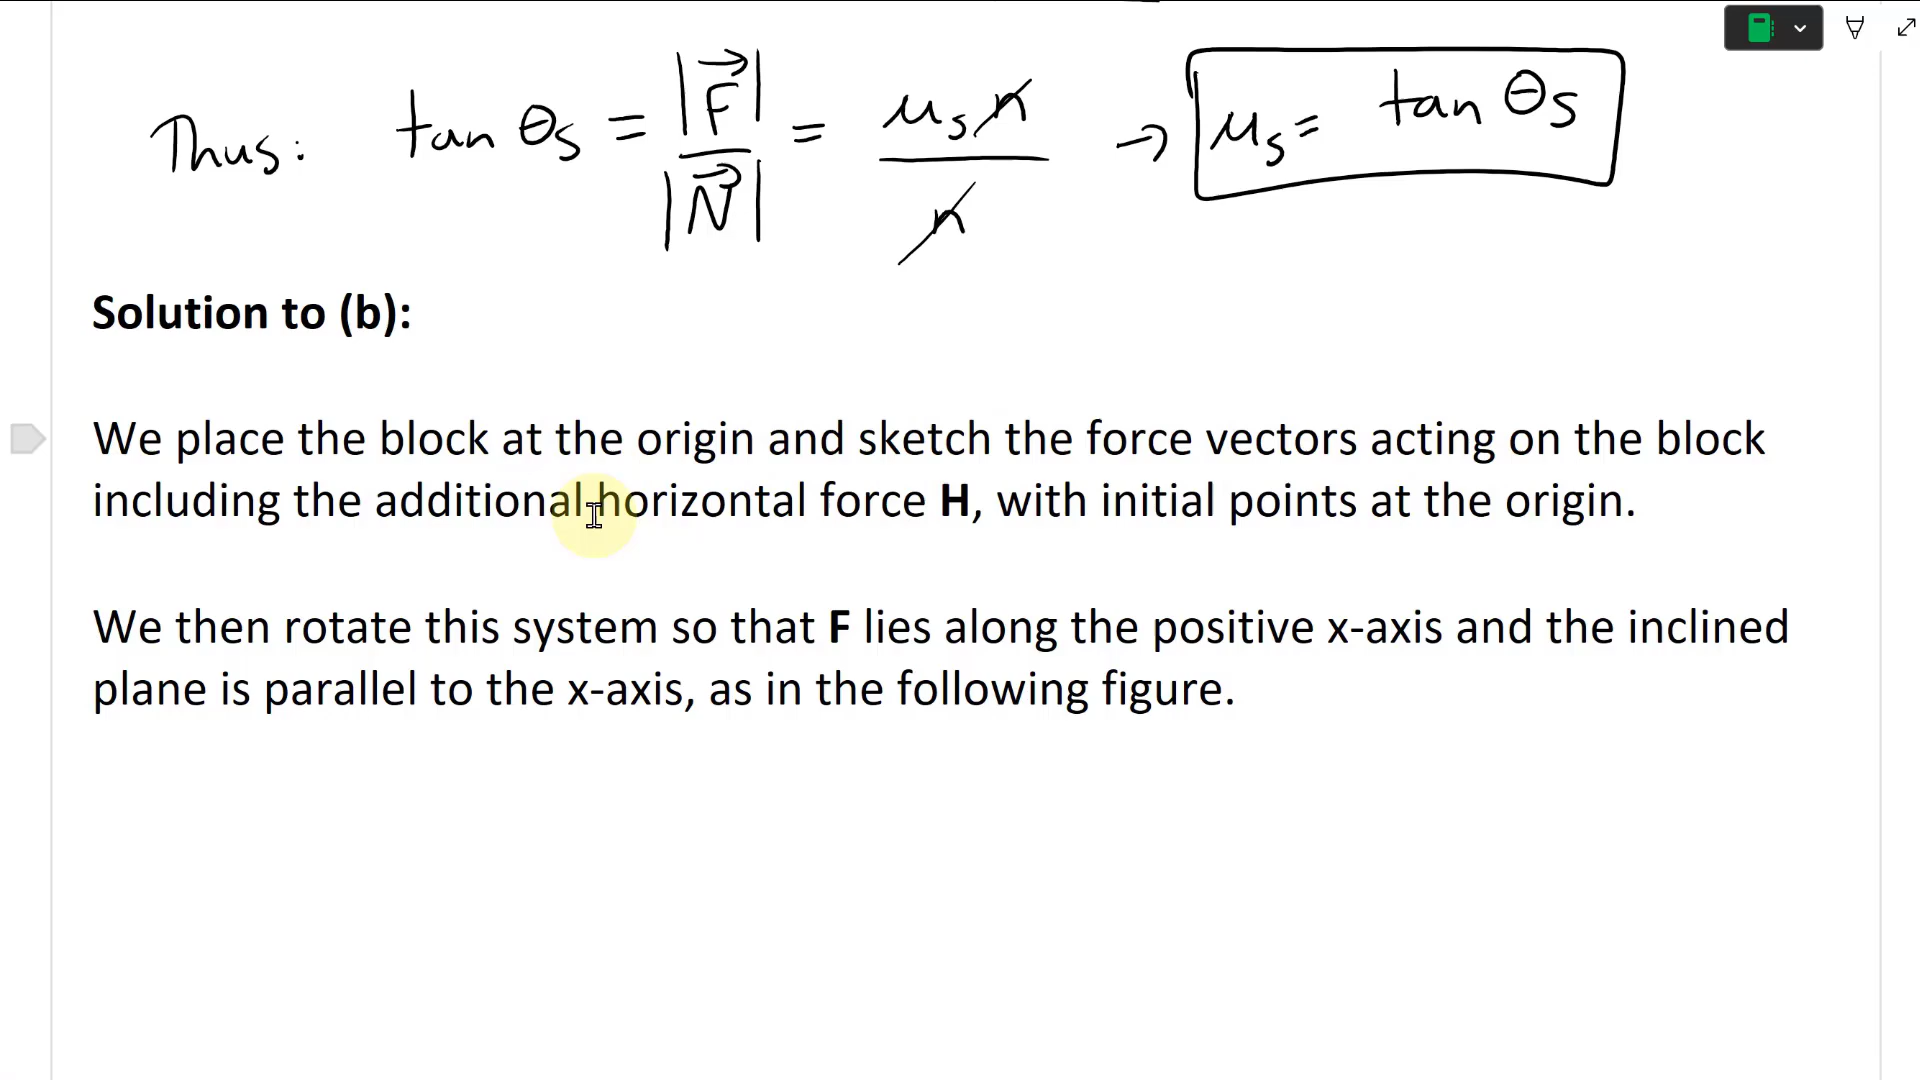 Thus: tan θs = |F⃗| / |N⃗| = μs n / n → μs = tan θs
Solution to (b):
We place the block at the origin and sketch the force vectors acting on the block
including the additional horizontal force H, with initial points at the origin.
We then rotate this system so that F lies along the positive x-axis and the inclined
plane is parallel to the x-axis, as in the following figure.